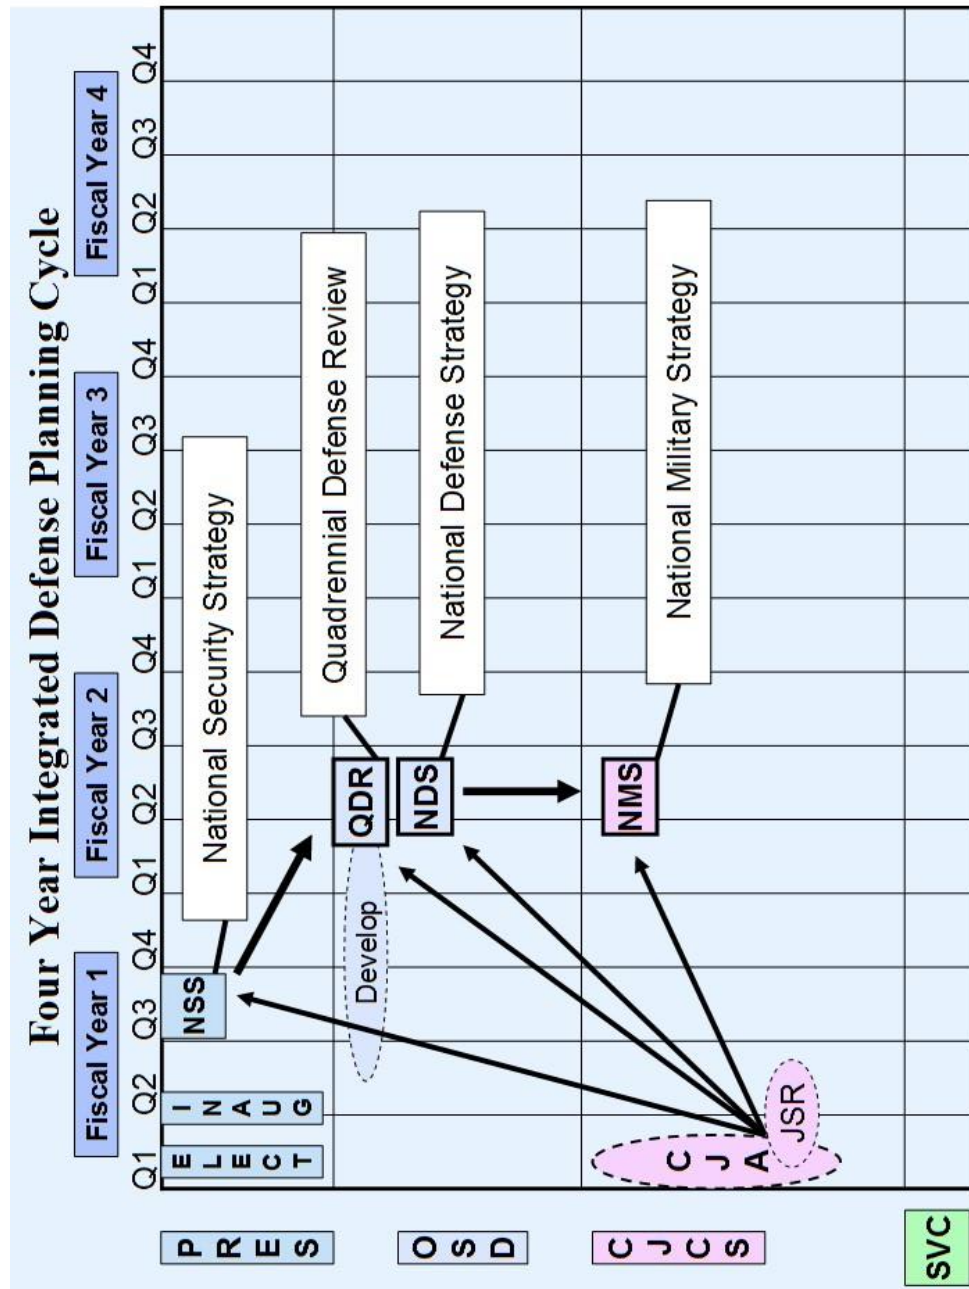 Four Year Integrated Defense Planning Cycle
Fiscal Year 1
Fiscal Year 2
Fiscal Year 3
Fiscal Year 4
Q1 Q2 Q3 Q4 Q1 Q2 Q3 Q4 Q1 Q2 Q3 Q4 Q1 Q2 Q3 Q4
PRES
ELECT
INAUG
NSS
National Security Strategy
OSD
Develop
QDR
Quadrennial Defense Review
NDS
National Defense Strategy
CJCS
CJA
JSR
NMS
National Military Strategy
SVC